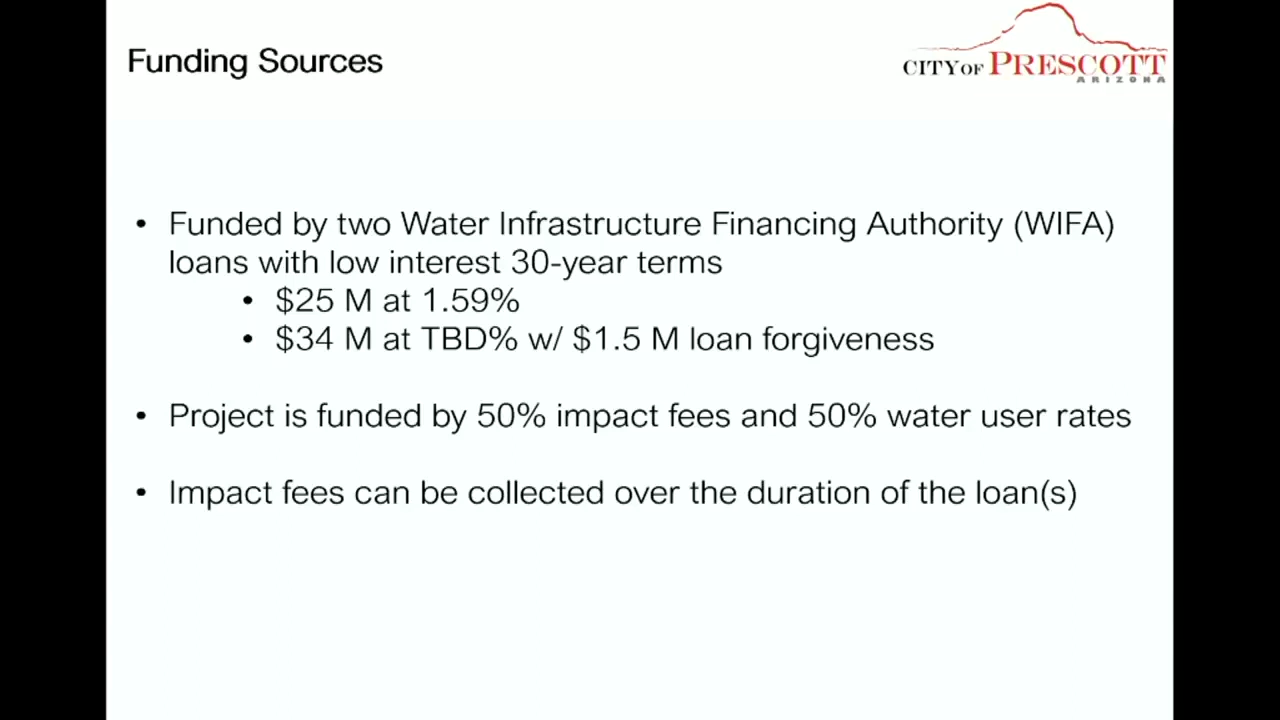 Funding Sources
CITY OF PRESCOTT
ARIZONA
• Funded by two Water Infrastructure Financing Authority (WIFA)
loans with low interest 30-year terms
• $25 M at 1.59%
• $34 M at TBD% w/ $1.5 M loan forgiveness
• Project is funded by 50% impact fees and 50% water user rates
• Impact fees can be collected over the duration of the loan(s)